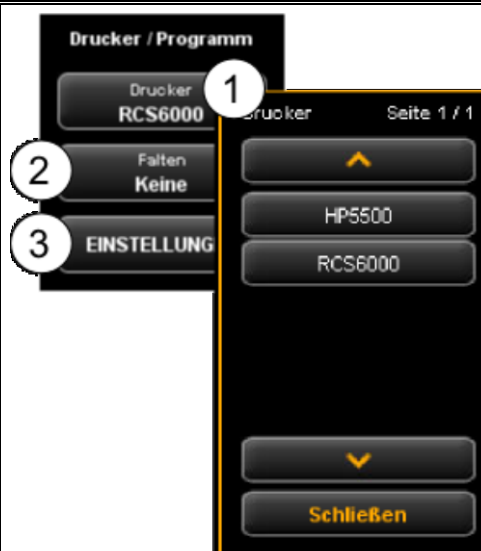 Drucker / Programm
Drucker
RCS6000
1
Falten
Keine
2
EINSTELLUNG
3
Drucker Seite 1 / 1
HP5500
RCS6000
Schließen